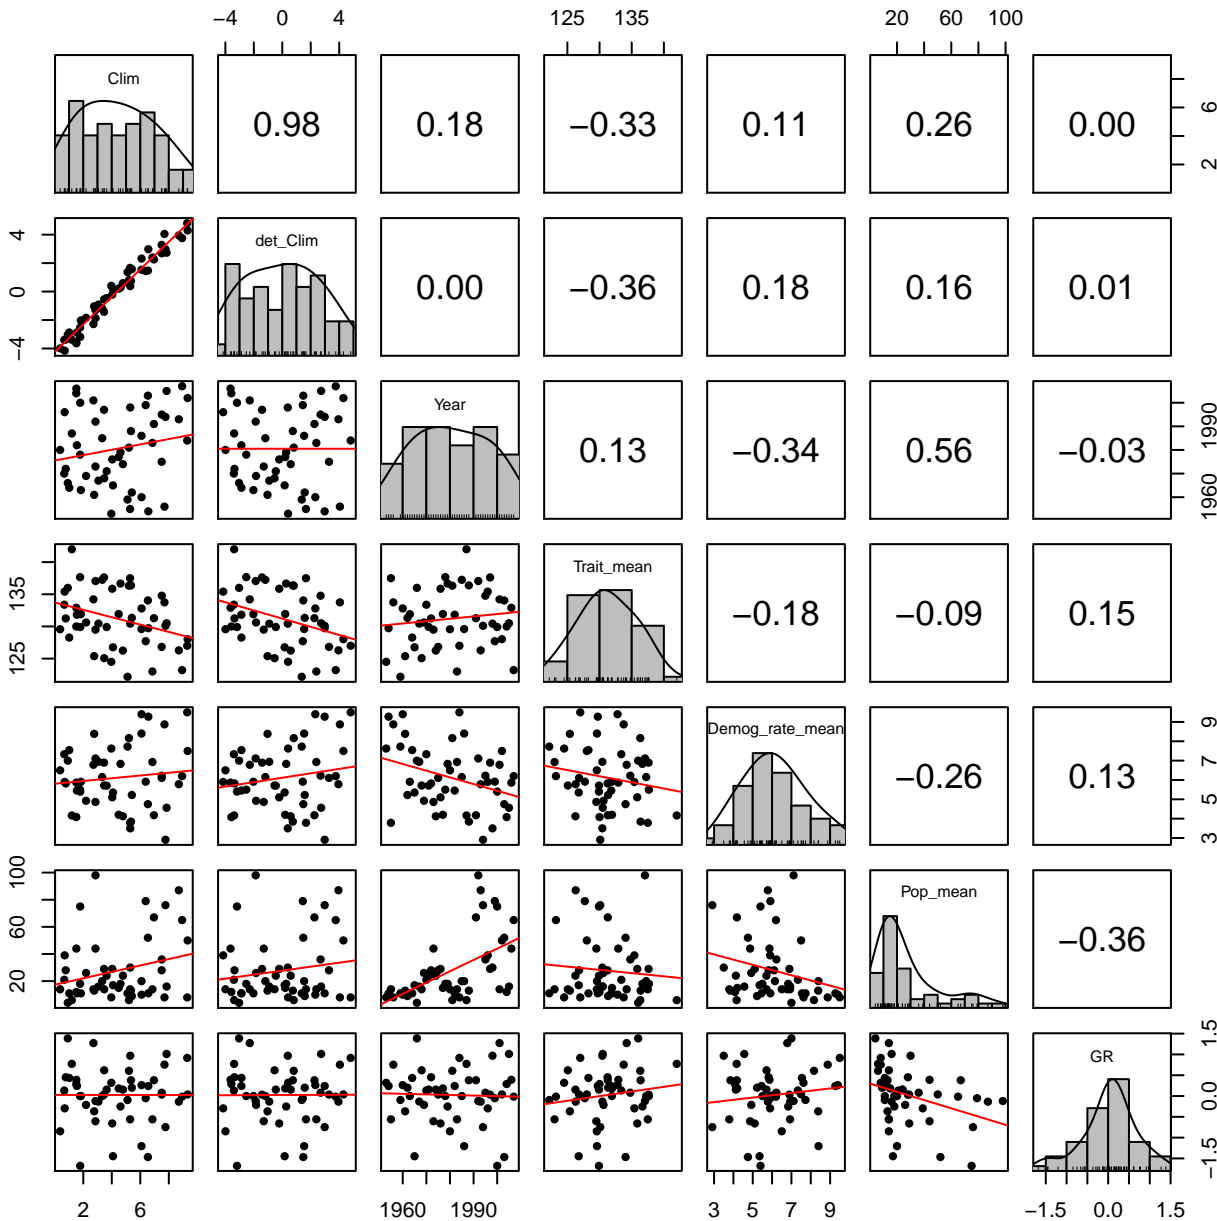 −4 0 4 125 135 20 60 100
Clim 0.98 0.18 −0.33 0.11 0.26 0.00 2 6
−4 0 4 det_Clim 0.00 −0.36 0.18 0.16 0.01
Year 0.13 −0.34 0.56 −0.03 1960 1990
125 135 Trait_mean −0.18 −0.09 0.15
Demog_rate_mean −0.26 0.13 3 5 7 9
20 60 100 Pop_mean −0.36
GR −1.5 0.0 1.5
2 6 1960 1990 3 5 7 9 −1.5 0.0 1.5